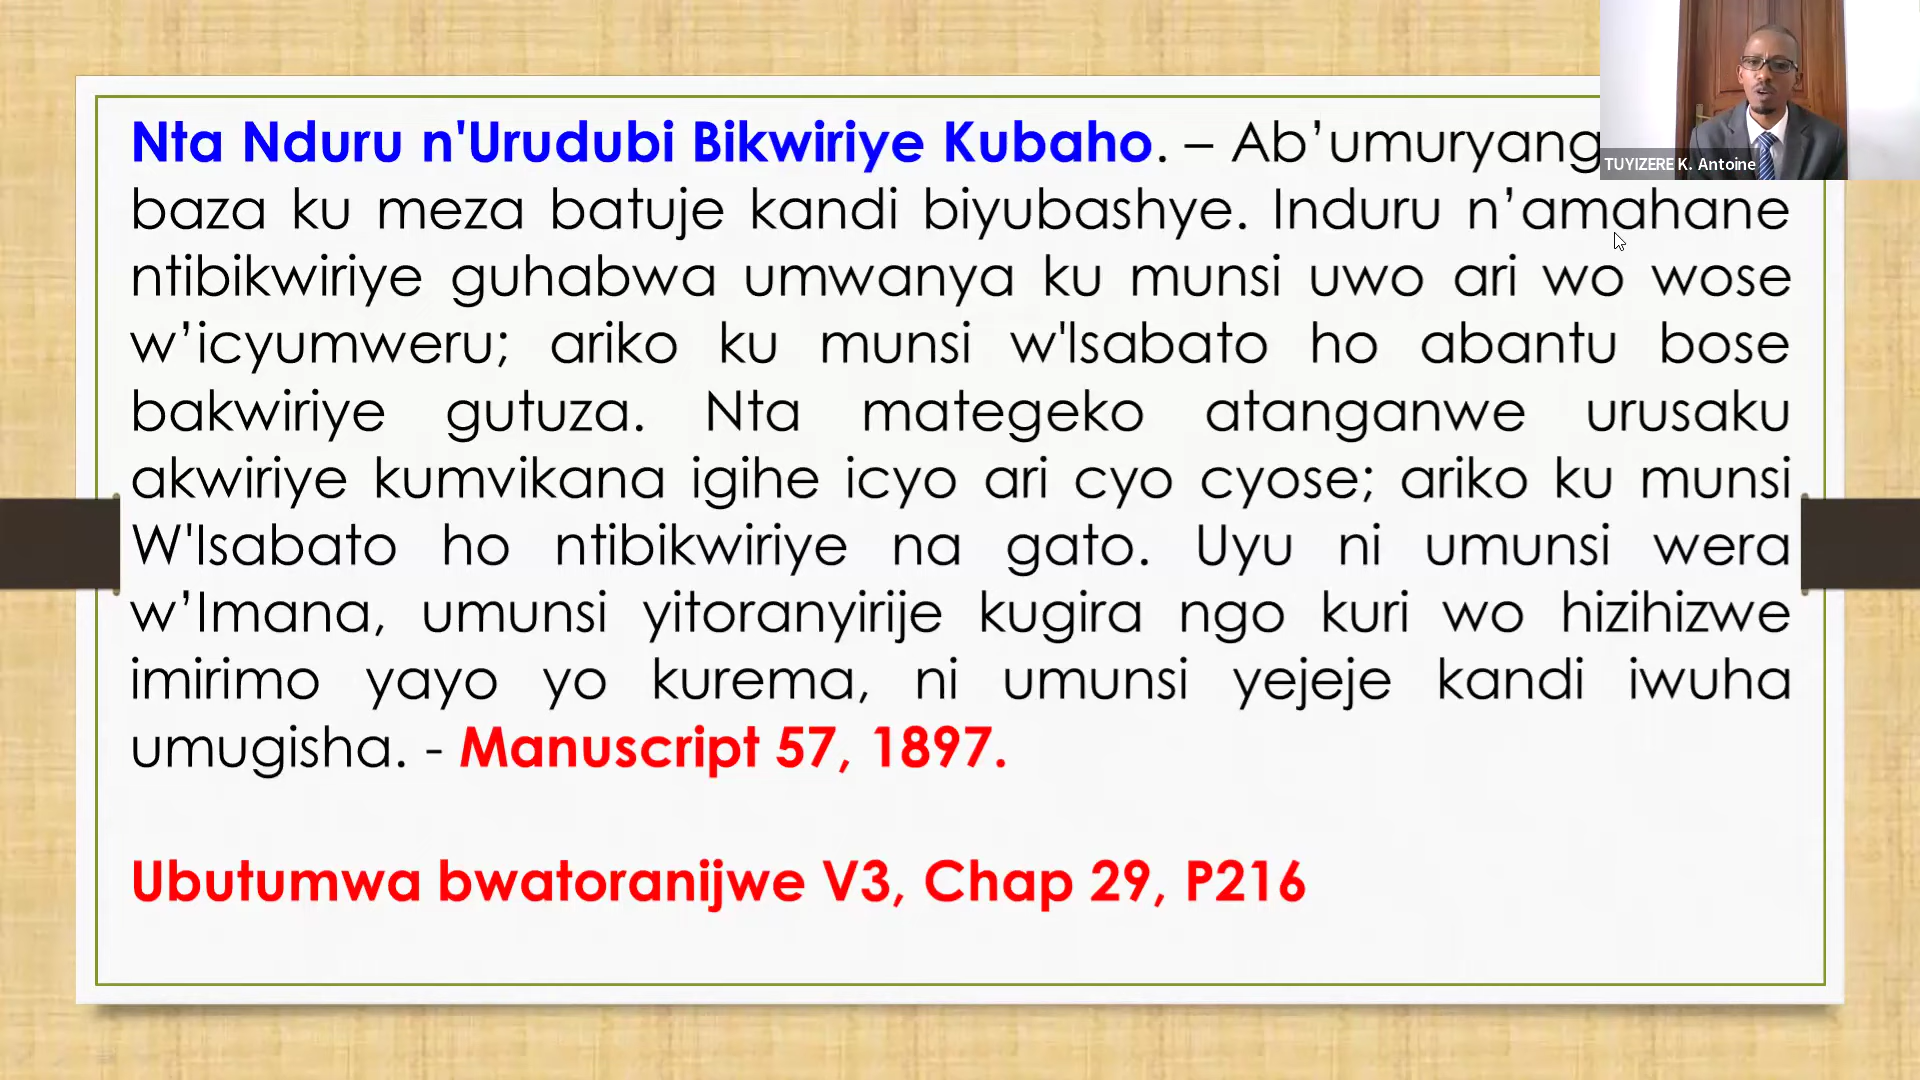 Nta Nduru n'Urudubi Bikwiriye Kubaho. – Ab’umuryang
baza ku meza batuje kandi biyubashye. Induru n’amahane
ntibikwiriye guhabwa umwanya ku munsi uwo ari wo wose
w’icyumweru; ariko ku munsi w'Isabato ho abantu bose
bakwiriye gutuza. Nta mategeko atanganwe urusaku
akwiriye kumvikana igihe icyo ari cyo cyose; ariko ku munsi
W'Isabato ho ntibikwiriye na gato. Uyu ni umunsi wera
w’Imana, umunsi yitoranyirije kugira ngo kuri wo hizihizwe
imirimo yayo yo kurema, ni umunsi yejeje kandi iwuha
umugisha. - Manuscript 57, 1897.
Ubutumwa bwatoranijwe V3, Chap 29, P216
TUYIZERE K. Antoine